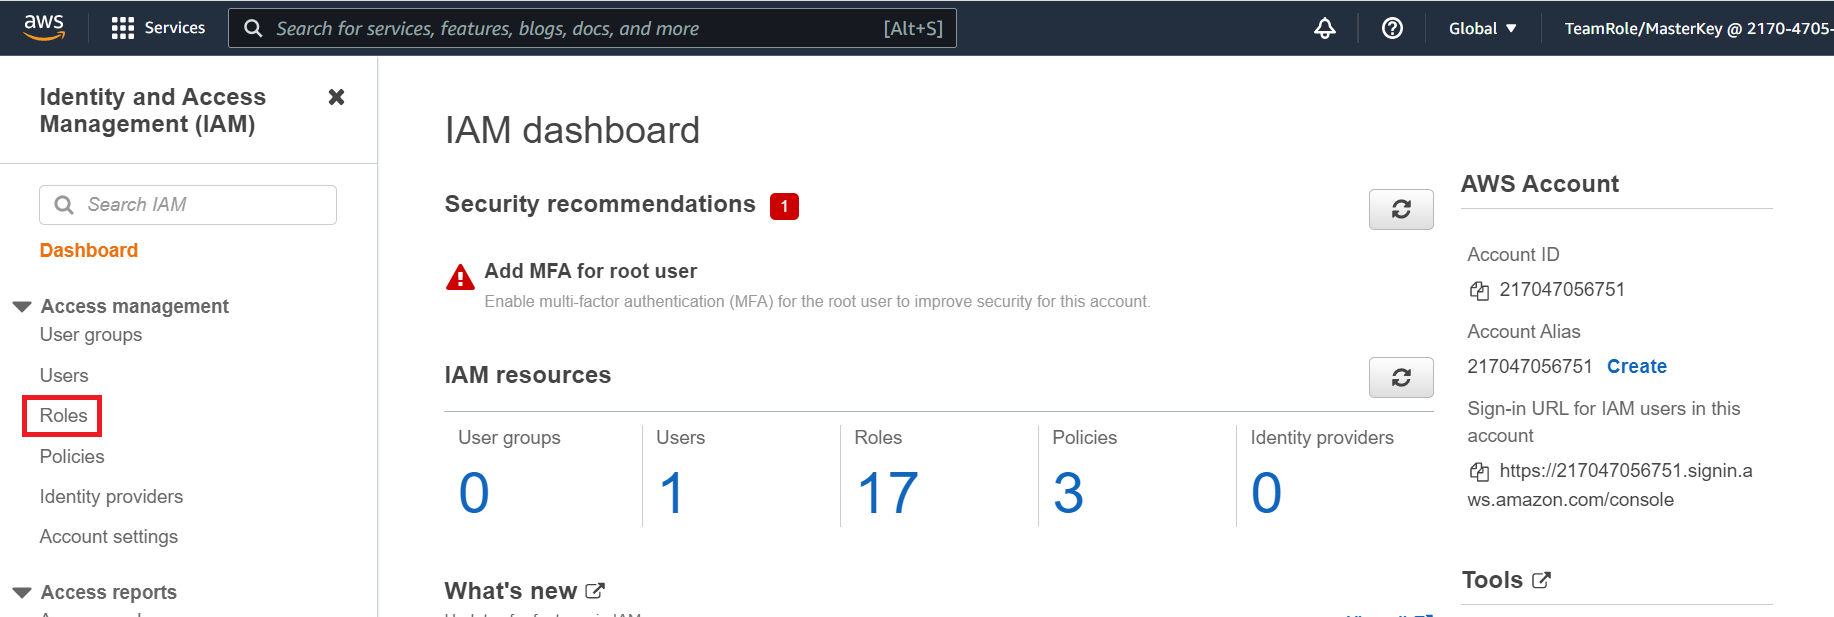 aws
Services
Search for services, features, blogs, docs, and more
[Alt+S]
Global
TeamRole/MasterKey @ 2170-4705-
Identity and Access
Management (IAM)
Search IAM
Dashboard
Access management
User groups
Users
Roles
Policies
Identity providers
Account settings
Access reports
IAM dashboard
Security recommendations 1
Add MFA for root user
Enable multi-factor authentication (MFA) for the root user to improve security for this account.
IAM resources
User groups
0
Users
1
Roles
17
Policies
3
Identity providers
0
What's new
AWS Account
Account ID
217047056751
Account Alias
217047056751 Create
Sign-in URL for IAM users in this
account
https://217047056751.signin.a
ws.amazon.com/console
Tools